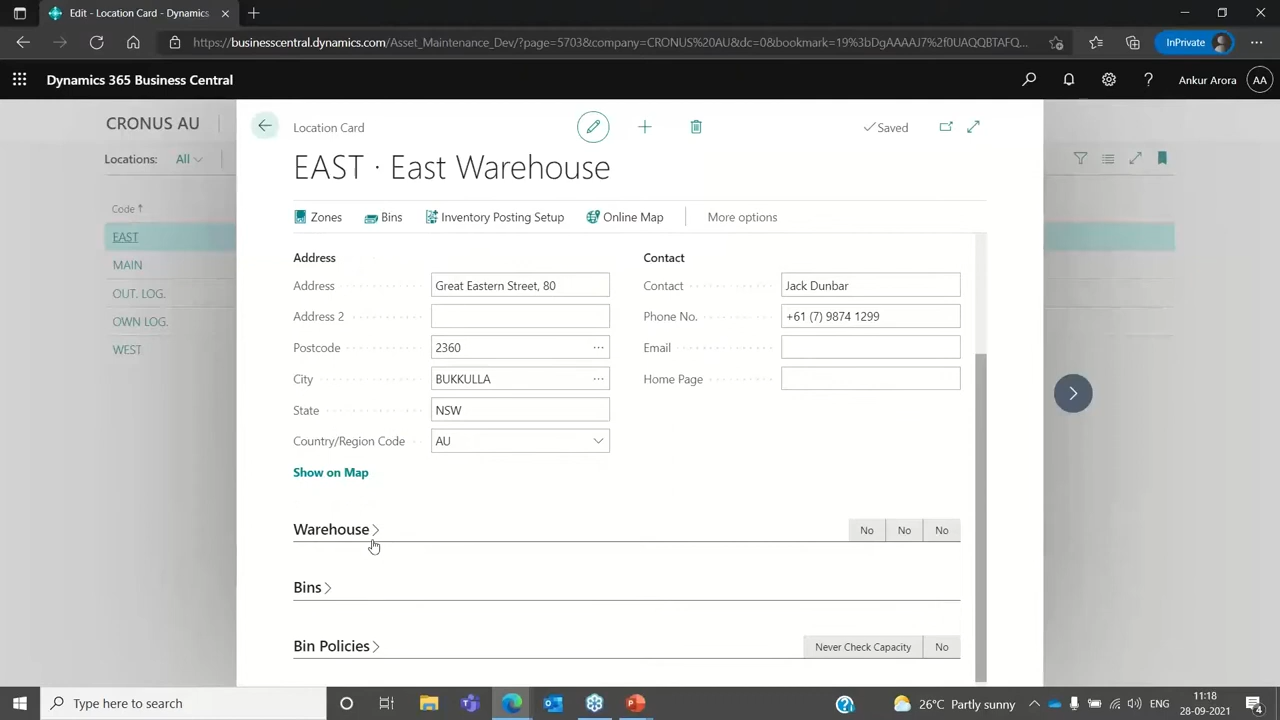 Edit - Location Card - Dynamics
https://businesscentral.dynamics.com/Asset_Maintenance_Dev/?page=5703&company=CRONUS%20AU&dc=0&bookmark=19%3bDgAAAAJ7%2f0UAQQBTAFQ...
InPrivate
Dynamics 365 Business Central
Ankur Arora AA
CRONUS AU
Location Card
Saved
Locations: All
EAST · East Warehouse
Zones Bins Inventory Posting Setup Online Map More options
Code ↑
EAST
MAIN
OUT. LOG.
OWN LOG.
WEST
Address
Address Great Eastern Street, 80
Address 2
Postcode 2360
City BUKKULLA
State NSW
Country/Region Code AU
Show on Map
Contact
Contact Jack Dunbar
Phone No. +61 (7) 9874 1299
Email
Home Page
Warehouse No No No
Bins
Bin Policies Never Check Capacity No
Type here to search
26°C Partly sunny
ENG
11:18
28-09-2021
4